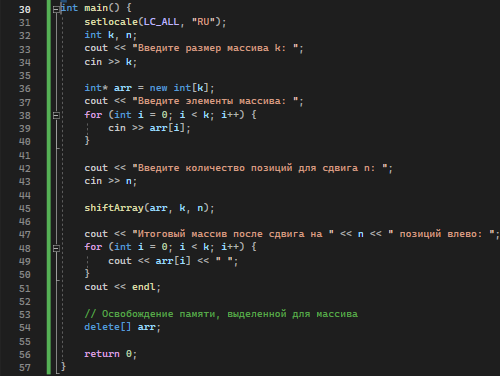 30 int main() {
31 setlocale(LC_ALL, "RU");
32 int k, n;
33 cout << "Введите размер массива k: ";
34 cin >> k;
35
36 int* arr = new int[k];
37 cout << "Введите элементы массива: ";
38 for (int i = 0; i < k; i++) {
39 cin >> arr[i];
40 }
41
42 cout << "Введите количество позиций для сдвига n: ";
43 cin >> n;
44
45 shiftArray(arr, k, n);
46
47 cout << "Итоговый массив после сдвига на " << n << " позиций влево: ";
48 for (int i = 0; i < k; i++) {
49 cout << arr[i] << " ";
50 }
51 cout << endl;
52
53 // Освобождение памяти, выделенной для массива
54 delete[] arr;
55
56 return 0;
57 }